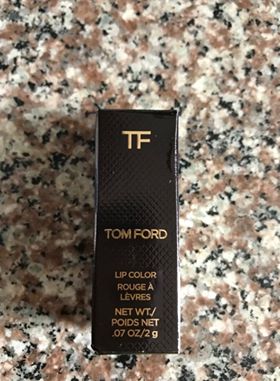 TF
TOM FORD
LIP COLOR
ROUGE À
LÈVRES
NET WT./
POIDS NET
.07 OZ/2 g